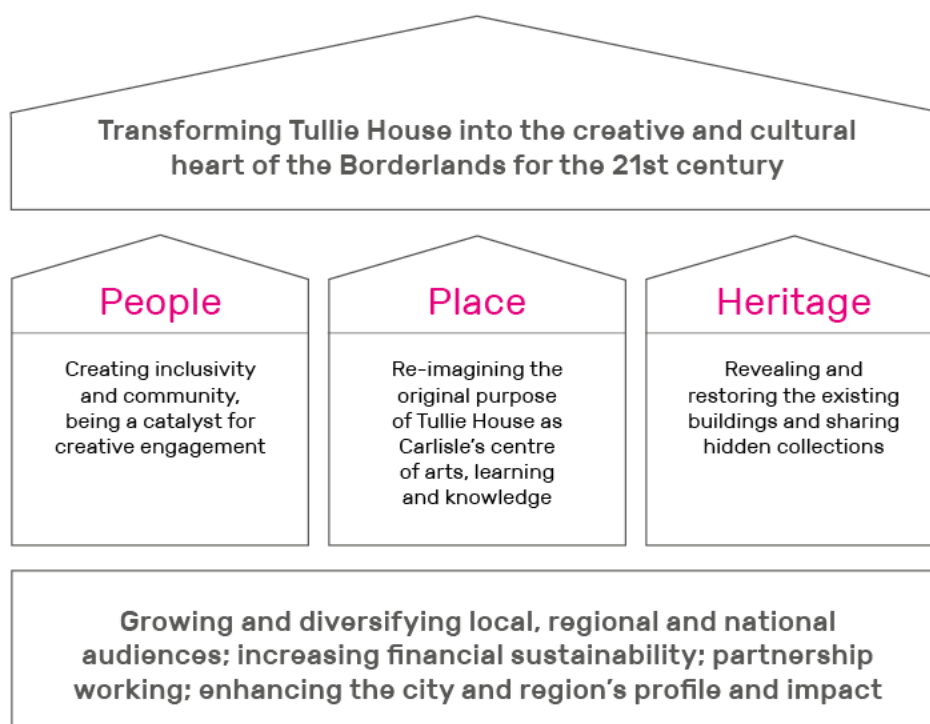 Transforming Tullie House into the creative and cultural
heart of the Borderlands for the 21st century
People
Creating inclusivity
and community,
being a catalyst for
creative engagement
Place
Re-imagining the
original purpose
of Tullie House as
Carlisle’s centre
of arts, learning
and knowledge
Heritage
Revealing and
restoring the existing
buildings and sharing
hidden collections
Growing and diversifying local, regional and national
audiences; increasing financial sustainability; partnership
working; enhancing the city and region’s profile and impact